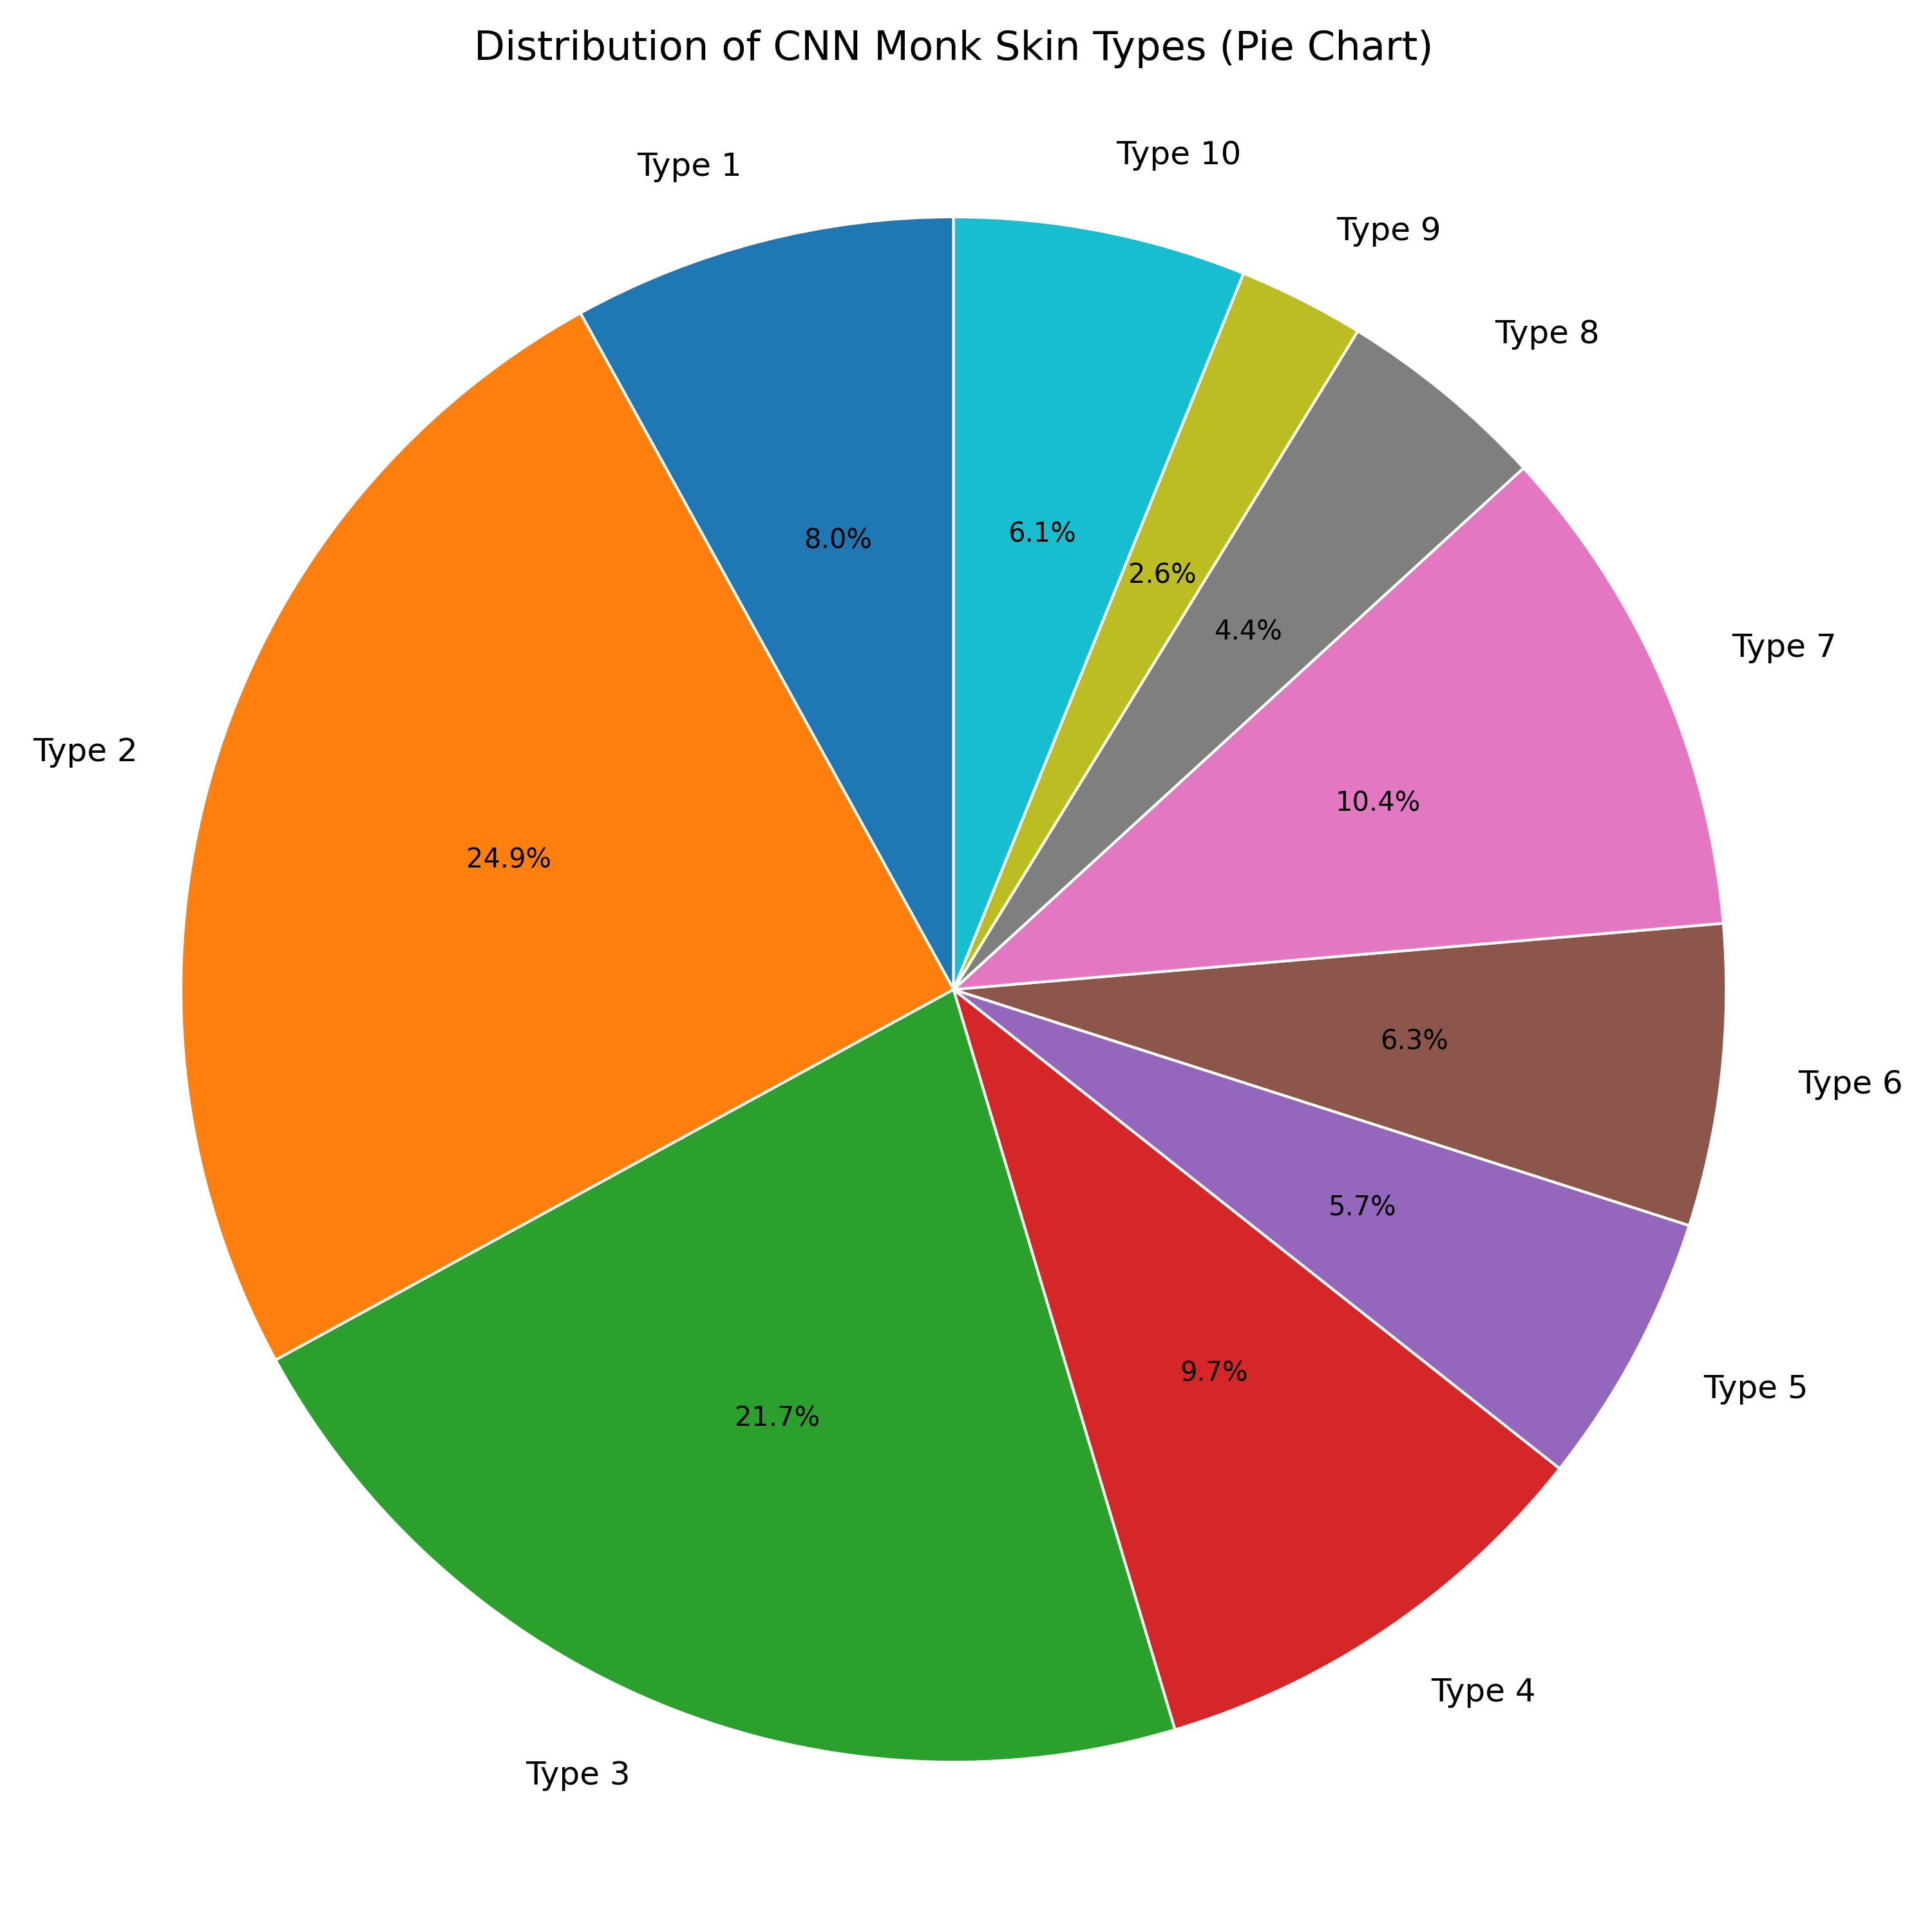 Distribution of CNN Monk Skin Types (Pie Chart)
Type 1
8.0%
Type 2
24.9%
Type 3
21.7%
Type 4
9.7%
Type 5
5.7%
Type 6
6.3%
Type 7
10.4%
Type 8
4.4%
Type 9
2.6%
Type 10
6.1%